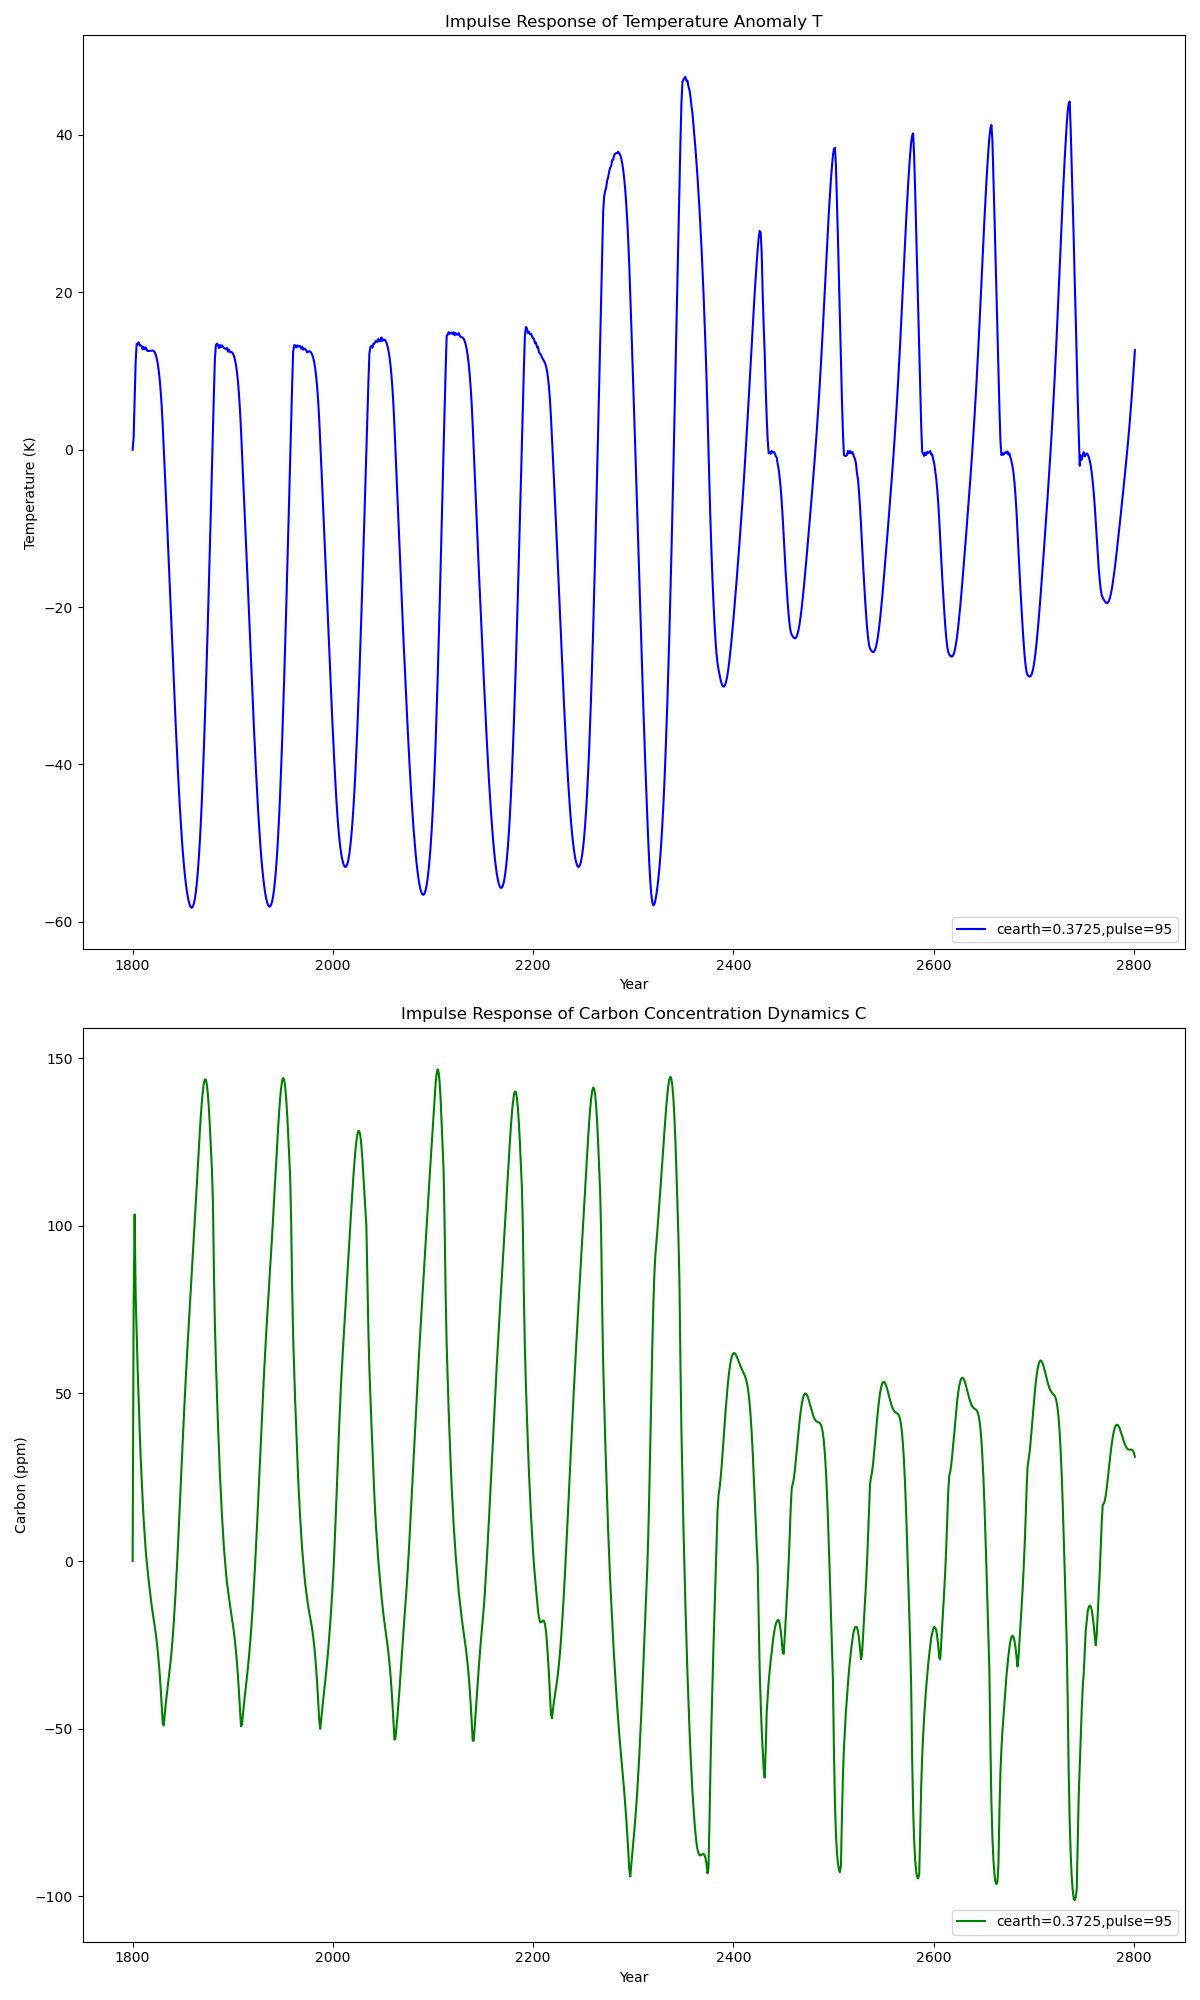 Impulse Response of Temperature Anomaly T
Temperature (K)
40
20
0
−20
−40
−60
cearth=0.3725,pulse=95
1800 2000 2200 2400 2600 2800
Year
Impulse Response of Carbon Concentration Dynamics C
Carbon (ppm)
150
100
50
0
−50
−100
cearth=0.3725,pulse=95
1800 2000 2200 2400 2600 2800
Year